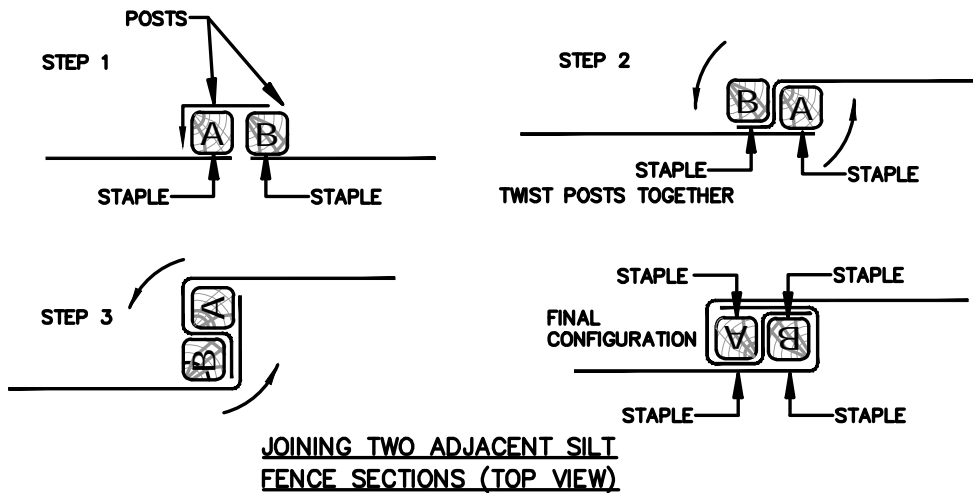 POSTS
STEP 1
A B
STAPLE STAPLE
STEP 2
B A
STAPLE STAPLE
TWIST POSTS TOGETHER
STEP 3
A
B
STAPLE STAPLE
FINAL
CONFIGURATION
A B
STAPLE STAPLE
JOINING TWO ADJACENT SILT
FENCE SECTIONS (TOP VIEW)